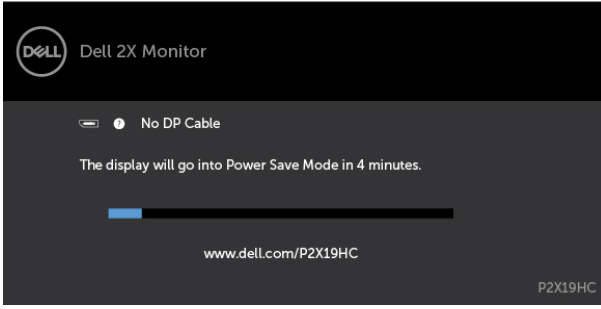 DELL
Dell 2X Monitor
? No DP Cable
The display will go into Power Save Mode in 4 minutes.
www.dell.com/P2X19HC
P2X19HC